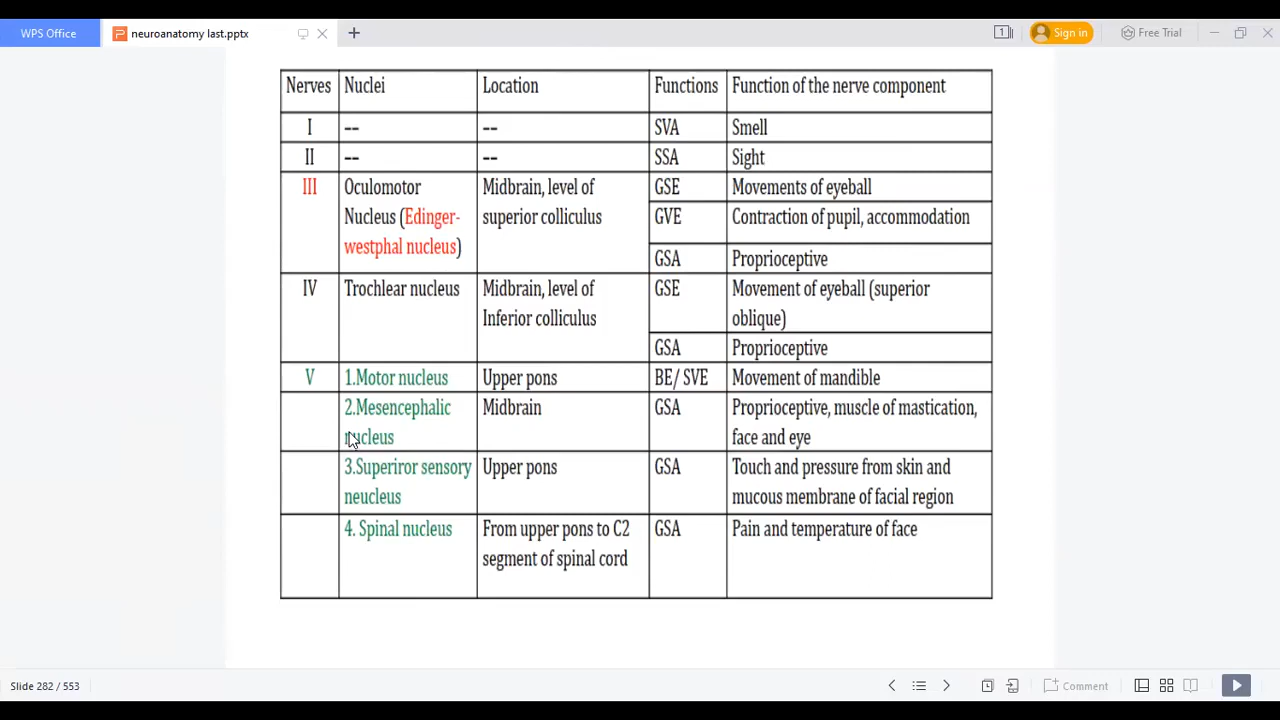 WPS Office
neuroanatomy last.pptx
1
Sign in
Free Trial
Nerves Nuclei Location Functions Function of the nerve component
I -- -- SVA Smell
II -- -- SSA Sight
III Oculomotor Midbrain, level of GSE Movements of eyeball
Nucleus (Edinger- superior colliculus GVE Contraction of pupil, accommodation
westphal nucleus) GSA Proprioceptive
IV Trochlear nucleus Midbrain, level of GSE Movement of eyeball (superior
Inferior colliculus oblique)
GSA Proprioceptive
V 1.Motor nucleus Upper pons BE/ SVE Movement of mandible
2.Mesencephalic Midbrain GSA Proprioceptive, muscle of mastication,
nucleus face and eye
3.Superiror sensory Upper pons GSA Touch and pressure from skin and
neucleus mucous membrane of facial region
4. Spinal nucleus From upper pons to C2 GSA Pain and temperature of face
segment of spinal cord
Slide 282 / 553
Comment